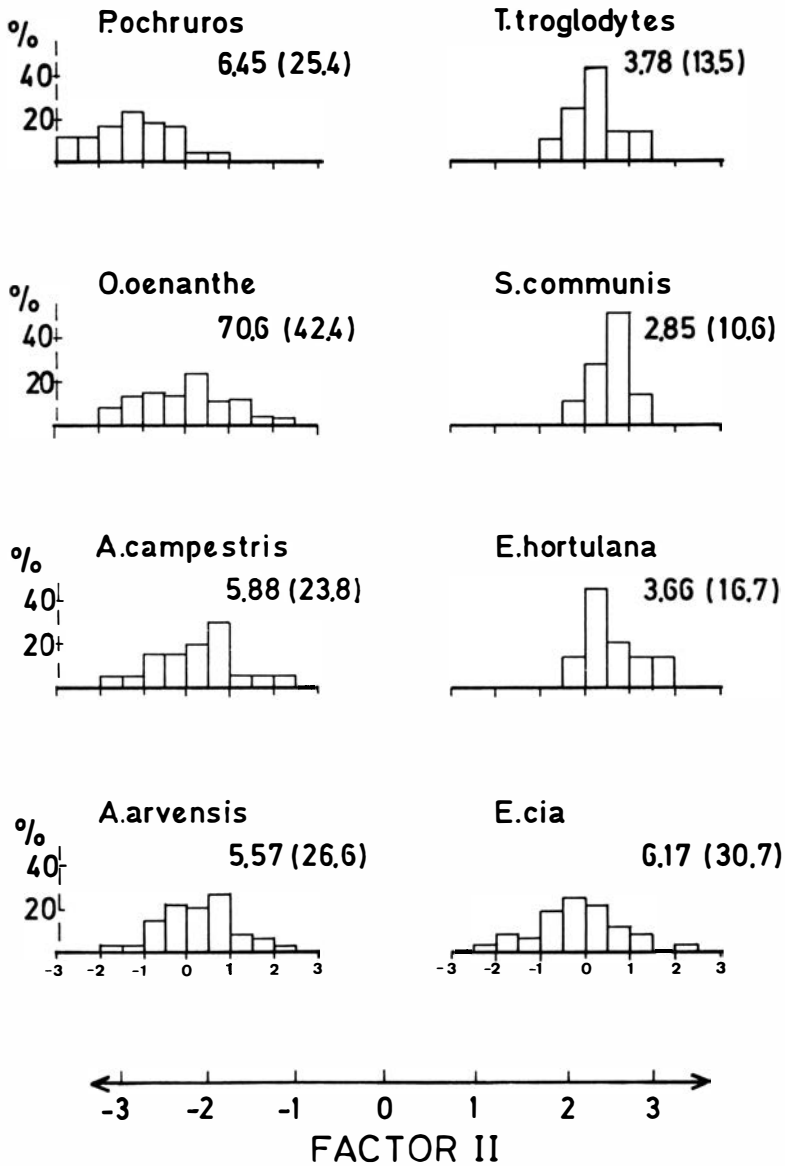 P.ochruros
%
6,45 (25,4)
40
20
T.troglodytes
3,78 (13,5)
O.oenanthe
%
70,6 (42,4)
40
20
S.communis
2,85 (10,6)
A.campestris
%
5,88 (23,8)
40
20
E.hortulana
3,66 (16,7)
A.arvensis
%
5,57 (26,6)
40
20
-3 -2 -1 0 1 2 3
E.cia
6,17 (30,7)
-3 -2 -1 0 1 2 3
-3 -2 -1 0 1 2 3
FACTOR II